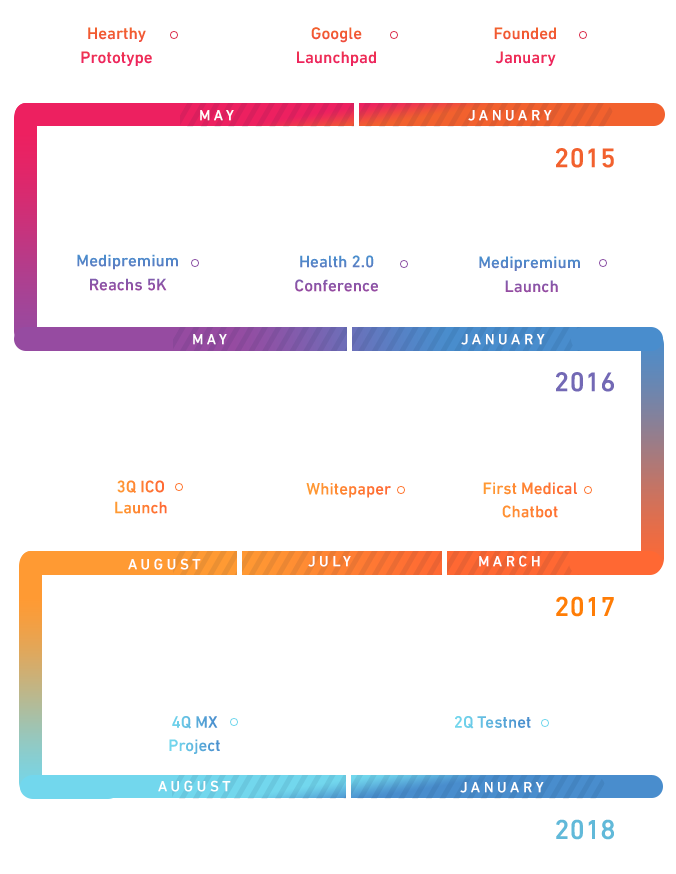 Hearthy
Prototype
Google
Launchpad
Founded
January
MAY
JANUARY
2015
Medipremium
Reachs 5K
Health 2.0
Conference
Medipremium
Launch
MAY
JANUARY
2016
3Q ICO
Launch
Whitepaper
First Medical
Chatbot
AUGUST
JULY
MARCH
2017
4Q MX
Project
2Q Testnet
AUGUST
JANUARY
2018